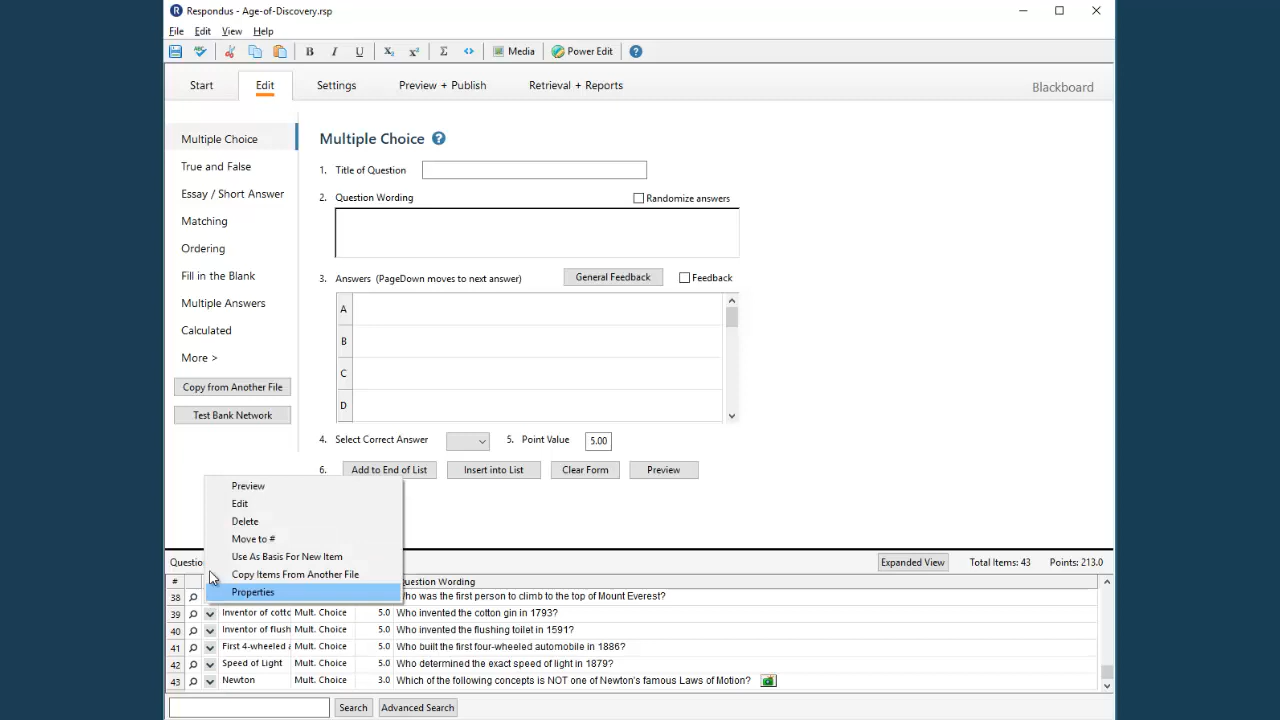 Respondus - Age-of-Discovery.rsp
File Edit View Help
B I U X₂ X² Σ <> Media Power Edit ?
Start Edit Settings Preview + Publish Retrieval + Reports Blackboard
Multiple Choice
True and False
Essay / Short Answer
Matching
Ordering
Fill in the Blank
Multiple Answers
Calculated
More >
Copy from Another File
Test Bank Network
Multiple Choice ?
1. Title of Question
2. Question Wording Randomize answers
3. Answers (PageDown moves to next answer) General Feedback Feedback
A
B
C
D
4. Select Correct Answer 5. Point Value 5.00
6. Add to End of List Insert into List Clear Form Preview
Preview
Edit
Delete
Move to #
Use As Basis For New Item
Copy Items From Another File
Properties
Questio Expanded View Total Items: 43 Points: 213.0
# Question Wording
38 Who was the first person to climb to the top of Mount Everest?
39 Inventor of cotto Mult. Choice 5.0 Who invented the cotton gin in 1793?
40 Inventor of flush Mult. Choice 5.0 Who invented the flushing toilet in 1591?
41 First 4-wheeled a Mult. Choice 5.0 Who built the first four-wheeled automobile in 1886?
42 Speed of Light Mult. Choice 5.0 Who determined the exact speed of light in 1879?
43 Newton Mult. Choice 3.0 Which of the following concepts is NOT one of Newton's famous Laws of Motion?
Search Advanced Search